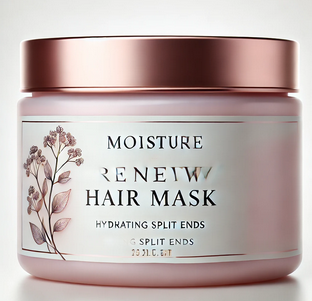 MOISTURE
RENEW
HAIR MASK
HYDRATING SPLIT ENDS
SPLIT ENDS